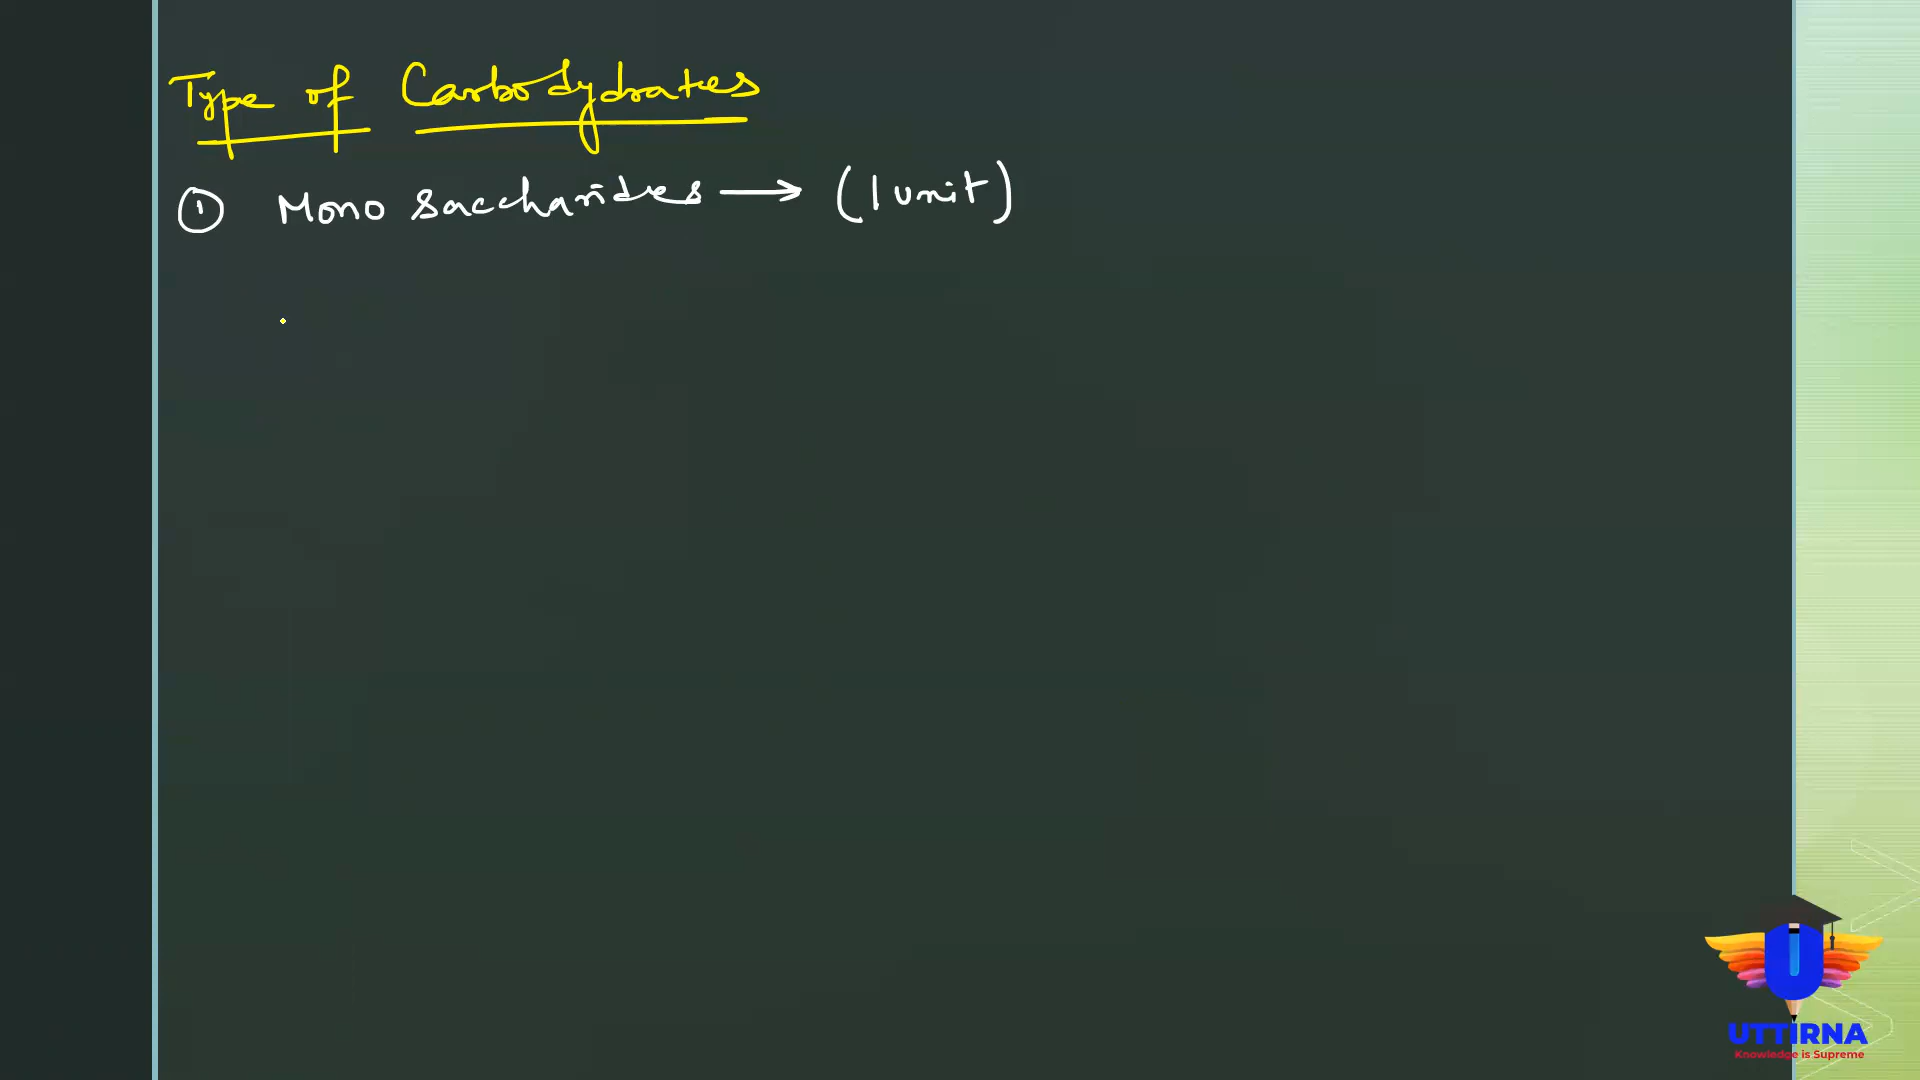 Type of Carbohydrates
① Mono saccharides → (1 unit)
UTTIRNA
Knowledge is Supreme